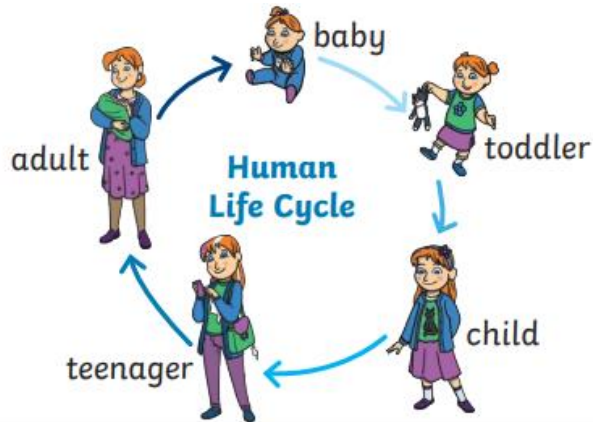 baby
toddler
adult
Human
Life Cycle
child
teenager